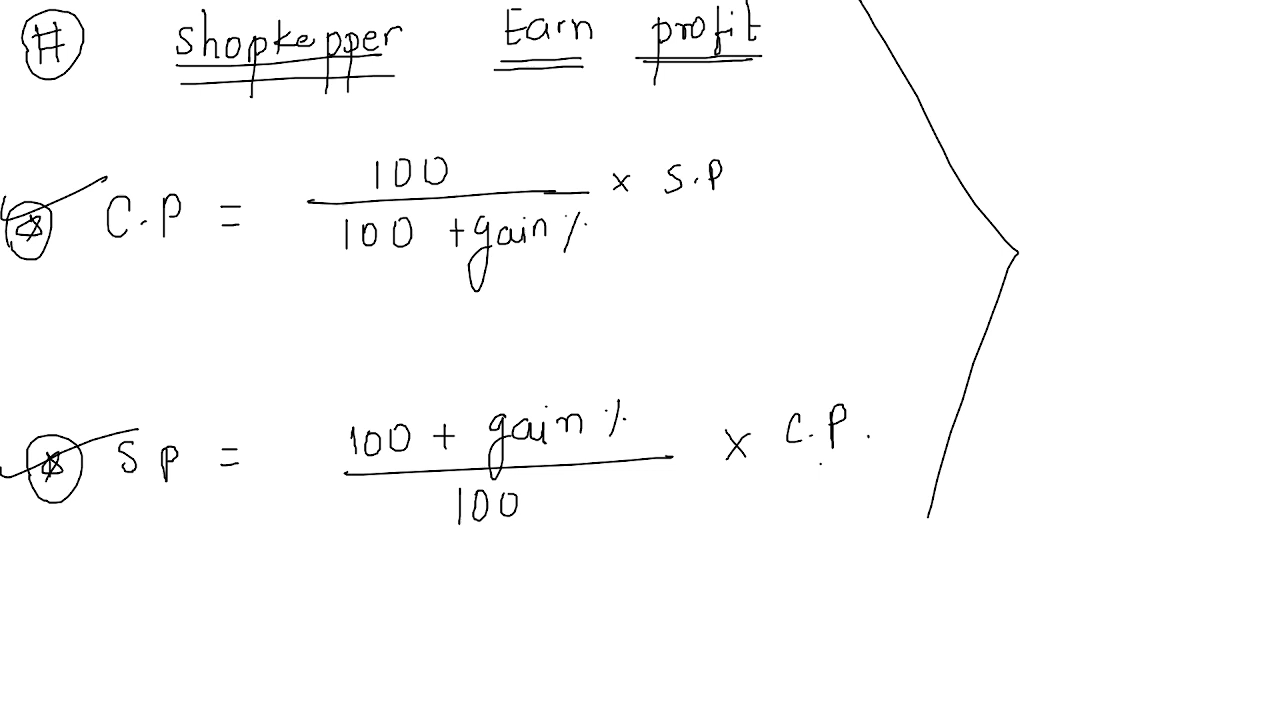 # shopkepper Earn profit
C.P = 100 / 100 + gain % × S.P
S P = 100 + gain % / 100 × C.P.